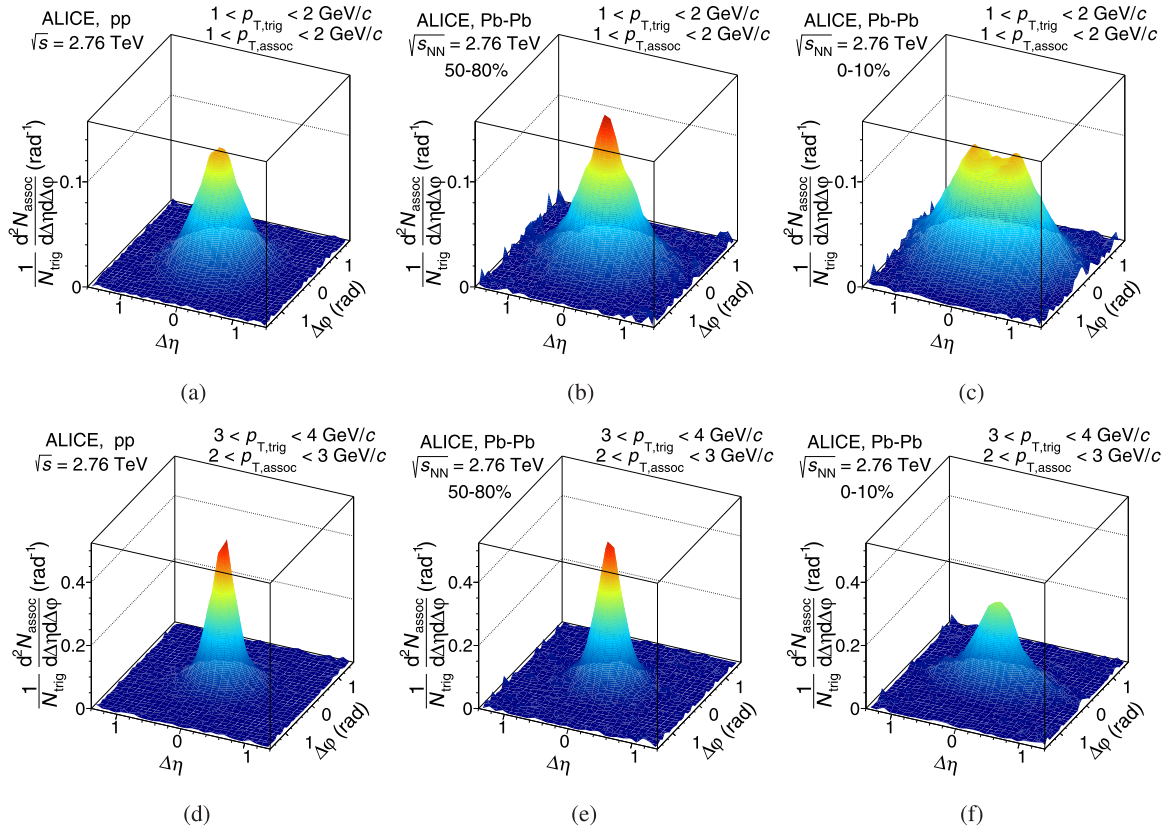 ALICE, pp
√s = 2.76 TeV
1 < p_T,trig < 2 GeV/c
1 < p_T,assoc < 2 GeV/c
1/N_trig d²N_assoc/dΔηdΔφ (rad⁻¹)
0.1
0
1 0 1
Δη
1 0 1
Δφ (rad)
(a)
ALICE, Pb-Pb
√s_NN = 2.76 TeV
50-80%
1 < p_T,trig < 2 GeV/c
1 < p_T,assoc < 2 GeV/c
1/N_trig d²N_assoc/dΔηdΔφ (rad⁻¹)
0.1
0
1 0 1
Δη
1 0 1
Δφ (rad)
(b)
ALICE, Pb-Pb
√s_NN = 2.76 TeV
0-10%
1 < p_T,trig < 2 GeV/c
1 < p_T,assoc < 2 GeV/c
1/N_trig d²N_assoc/dΔηdΔφ (rad⁻¹)
0.1
0
1 0 1
Δη
1 0 1
Δφ (rad)
(c)
ALICE, pp
√s = 2.76 TeV
3 < p_T,trig < 4 GeV/c
2 < p_T,assoc < 3 GeV/c
1/N_trig d²N_assoc/dΔηdΔφ (rad⁻¹)
0.4
0.2
0
1 0 1
Δη
1 0 1
Δφ (rad)
(d)
ALICE, Pb-Pb
√s_NN = 2.76 TeV
50-80%
3 < p_T,trig < 4 GeV/c
2 < p_T,assoc < 3 GeV/c
1/N_trig d²N_assoc/dΔηdΔφ (rad⁻¹)
0.4
0.2
0
1 0 1
Δη
1 0 1
Δφ (rad)
(e)
ALICE, Pb-Pb
√s_NN = 2.76 TeV
0-10%
3 < p_T,trig < 4 GeV/c
2 < p_T,assoc < 3 GeV/c
1/N_trig d²N_assoc/dΔηdΔφ (rad⁻¹)
0.4
0.2
0
1 0 1
Δη
1 0 1
Δφ (rad)
(f)